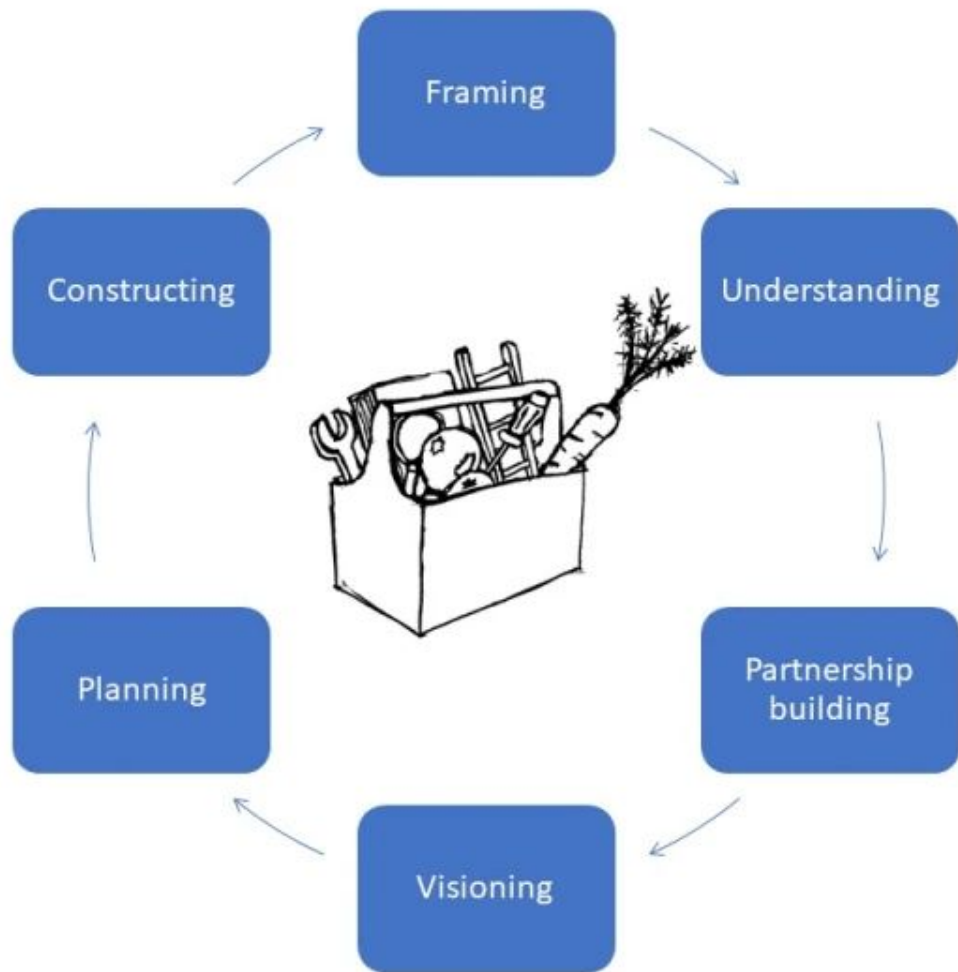 Framing
Understanding
Partnership
building
Visioning
Planning
Constructing